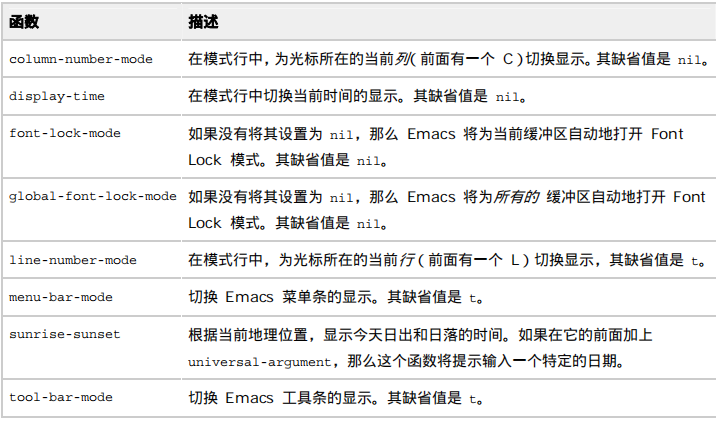 函数 描述
column-number-mode 在模式行中，为光标所在的当前列(前面有一个 C)切换显示。其缺省值是 nil。
display-time 在模式行中切换当前时间的显示。其缺省值是 nil。
font-lock-mode 如果没有将其设置为 nil，那么 Emacs 将为当前缓冲区自动地打开 Font
Lock 模式。其缺省值是 nil。
global-font-lock-mode 如果没有将其设置为 nil，那么 Emacs 将为所有的 缓冲区自动地打开 Font
Lock 模式。其缺省值是 nil。
line-number-mode 在模式行中，为光标所在的当前行(前面有一个 L)切换显示，其缺省值是 t。
menu-bar-mode 切换 Emacs 菜单条的显示。其缺省值是 t。
sunrise-sunset 根据当前地理位置，显示今天日出和日落的时间。如果在它的前面加上
universal-argument，那么这个函数将提示输入一个特定的日期。
tool-bar-mode 切换 Emacs 工具条的显示。其缺省值是 t。